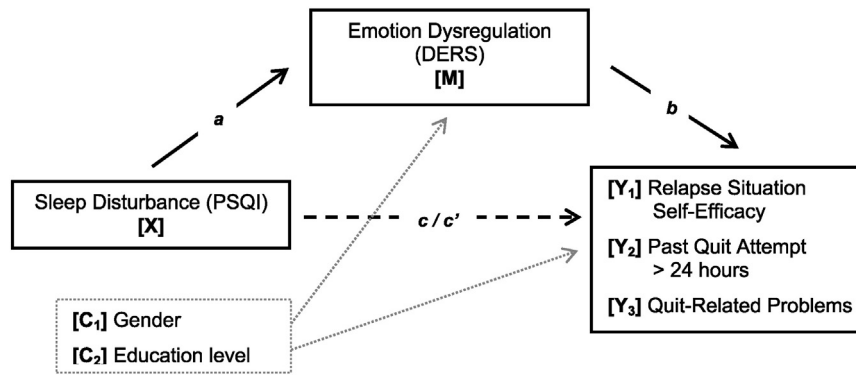 Emotion Dysregulation
(DERS)
[M]
a
b
Sleep Disturbance (PSQI)
[X]
c / c’
[Y₁] Relapse Situation
Self-Efficacy
[Y₂] Past Quit Attempt
> 24 hours
[Y₃] Quit-Related Problems
[C₁] Gender
[C₂] Education level